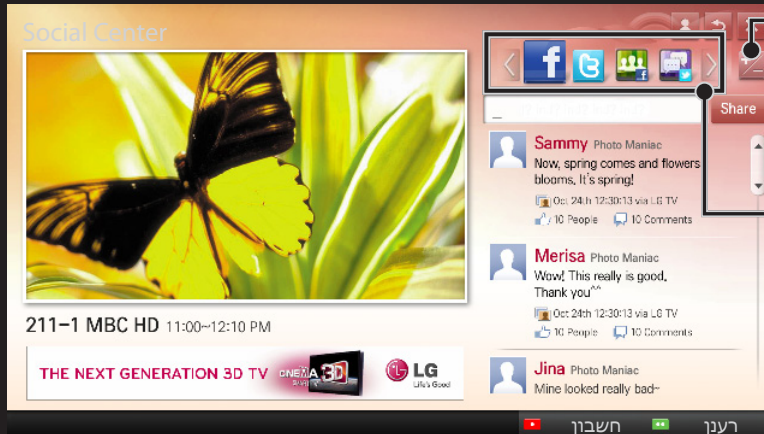 Social Center
Share
Sammy Photo Maniac
Now, spring comes and flowers
blooms, It's spring!
Oct 24th 12:30:13 via LG TV
10 People 10 Comments
Merisa Photo Maniac
Wow! This really is good,
Thank you^^
Oct 24th 12:30:13 via LG TV
10 People 10 Comments
Jina Photo Maniac
Mine looked really bad~
211-1 MBC HD 11:00~12:10 PM
THE NEXT GENERATION 3D TV CINEMA 3D LG
Life's Good
חשבון רענן